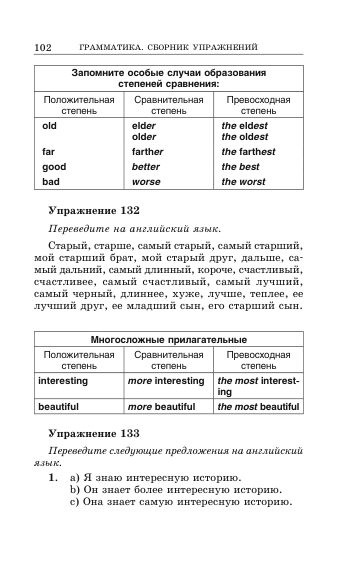 102 ГРАММАТИКА. СБОРНИК УПРАЖНЕНИЙ
Запомните особые случаи образования
степеней сравнения:
Положительная степень Сравнительная степень Превосходная степень
old elder the eldest
older the oldest
far farther the farthest
good better the best
bad worse the worst
Упражнение 132
Переведите на английский язык.
Старый, старше, самый старый, самый старший,
мой старший брат, мой старый друг, дальше, са-
мый дальний, самый длинный, короче, счастливый,
счастливее, самый счастливый, самый лучший,
самый черный, длиннее, хуже, лучше, теплее, ее
лучший друг, ее младший сын, его старший сын.
Многосложные прилагательные
Положительная степень Сравнительная степень Превосходная степень
interesting more interesting the most interest-
ing
beautiful more beautiful the most beautiful
Упражнение 133
Переведите следующие предложения на английский
язык.
1. a) Я знаю интересную историю.
b) Он знает более интересную историю.
c) Она знает самую интересную историю.